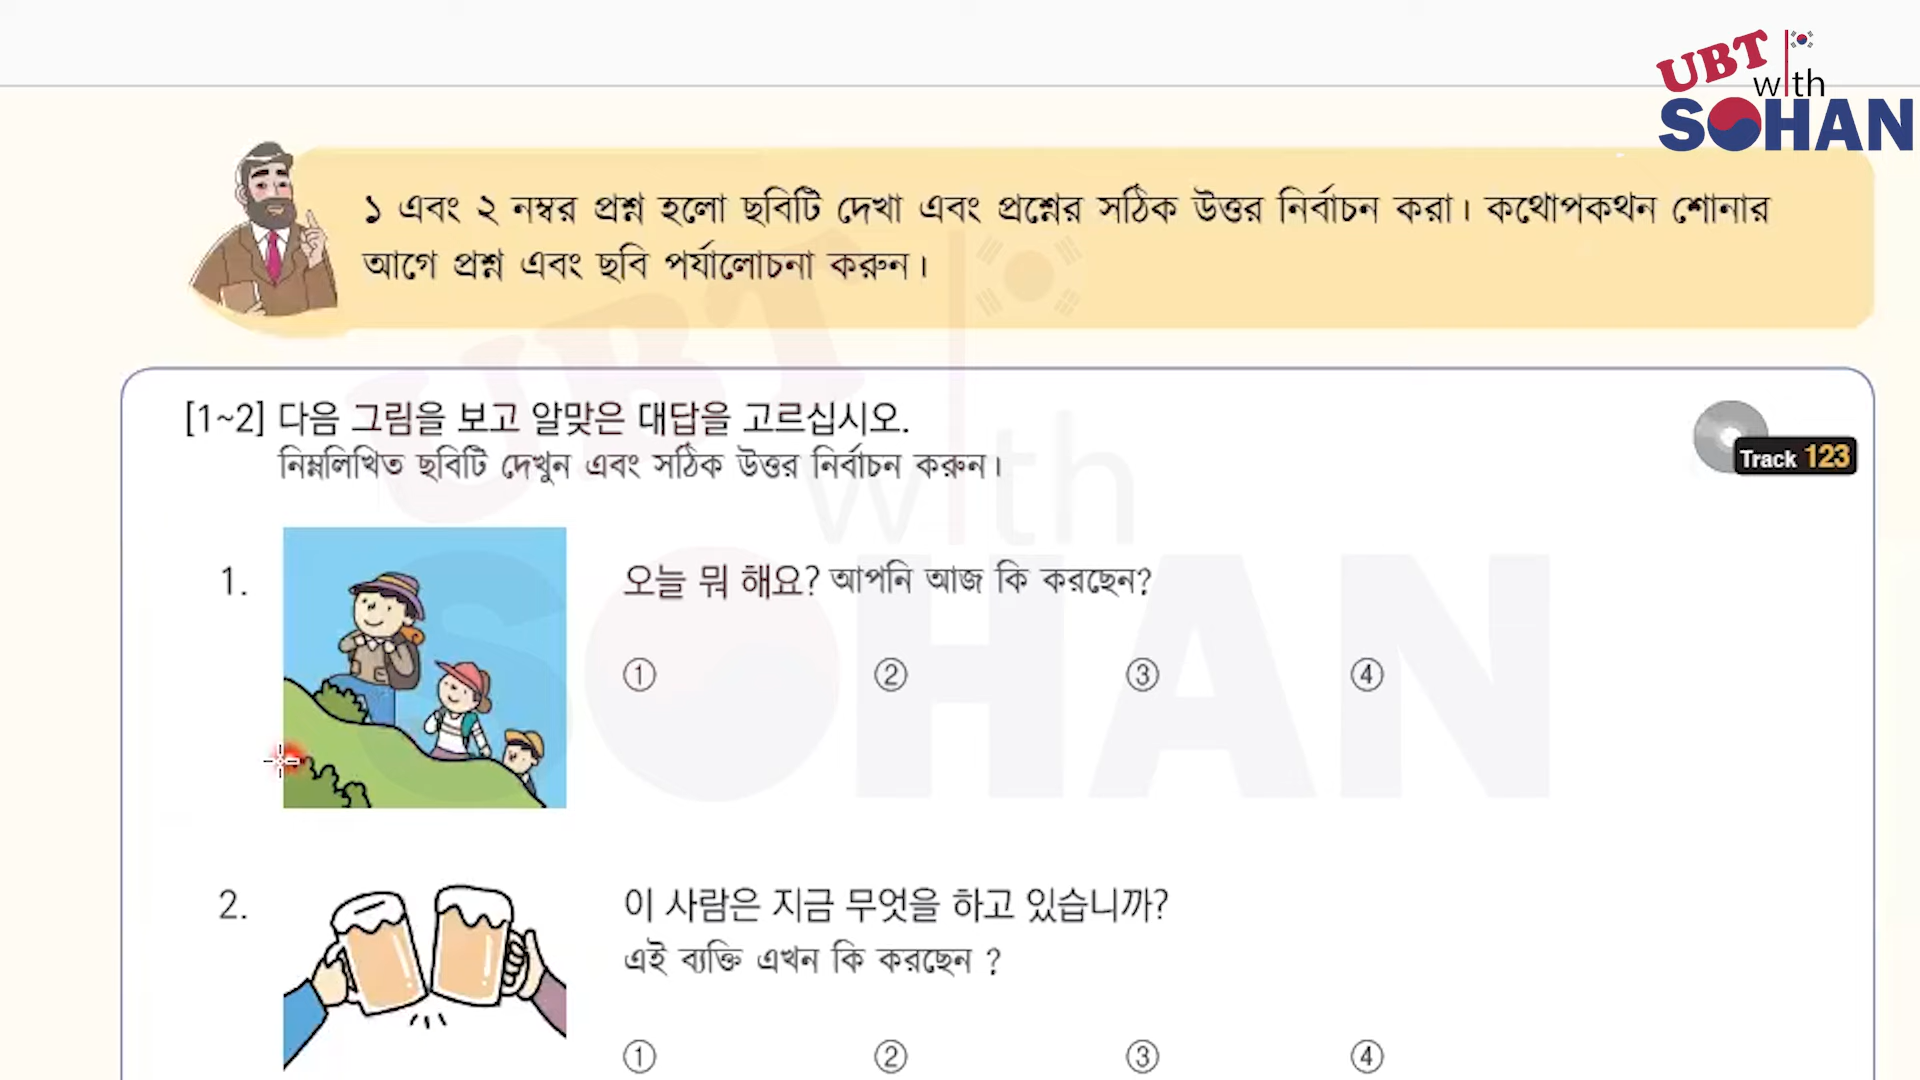 UBT
with
SOHAN
১ এবং ২ নম্বর প্রশ্ন হলো ছবিটি দেখা এবং প্রশ্নের সঠিক উত্তর নির্বাচন করা। কথোপকথন শোনার
আগে প্রশ্ন এবং ছবি পর্যালোচনা করুন।
[1~2] 다음 그림을 보고 알맞은 대답을 고르십시오.
নিম্নলিখিত ছবিটি দেখুন এবং সঠিক উত্তর নির্বাচন করুন।
Track 123
1. 오늘 뭐 해요? আপনি আজ কি করছেন?
① ② ③ ④
2. 이 사람은 지금 무엇을 하고 있습니까?
এই ব্যক্তি এখন কি করছেন ?
① ② ③ ④
UBT
with
SOHAN